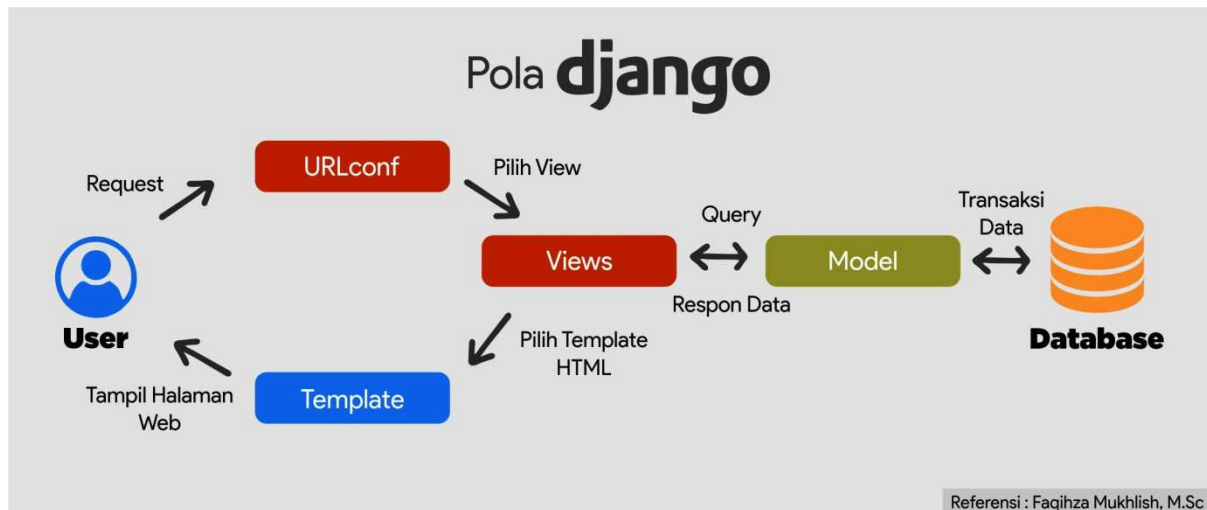 Pola django
URLconf
Request
Pilih View
Query
Transaksi
Data
Views
Model
Respon Data
User
Database
Pilih Template
HTML
Tampil Halaman
Web
Template
Referensi : Faqihza Mukhlish, M.Sc